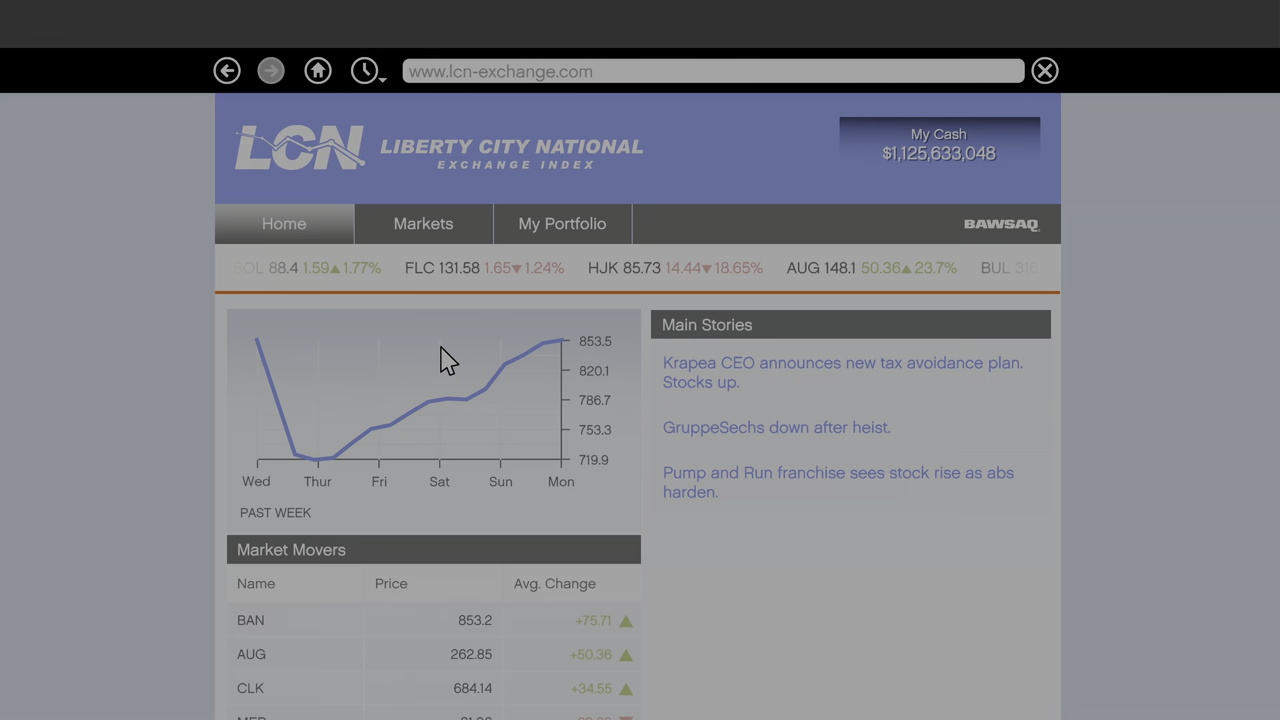 www.lcn-exchange.com
LCN LIBERTY CITY NATIONAL
EXCHANGE INDEX
My Cash
$1,125,633,048
Home Markets My Portfolio BAWSAQ
BOL 88.4 1.59▲1.77% FLC 131.58 1.65▼1.24% HJK 85.73 14.44▼18.65% AUG 148.1 50.36▲23.7% BUL 316
853.5
820.1
786.7
753.3
719.9
Wed Thur Fri Sat Sun Mon
PAST WEEK
Main Stories
Krapea CEO announces new tax avoidance plan.
Stocks up.
GruppeSechs down after heist.
Pump and Run franchise sees stock rise as abs
harden.
Market Movers
Name Price Avg. Change
BAN 853.2 +75.71 ▲
AUG 262.85 +50.36 ▲
CLK 684.14 +34.55 ▲